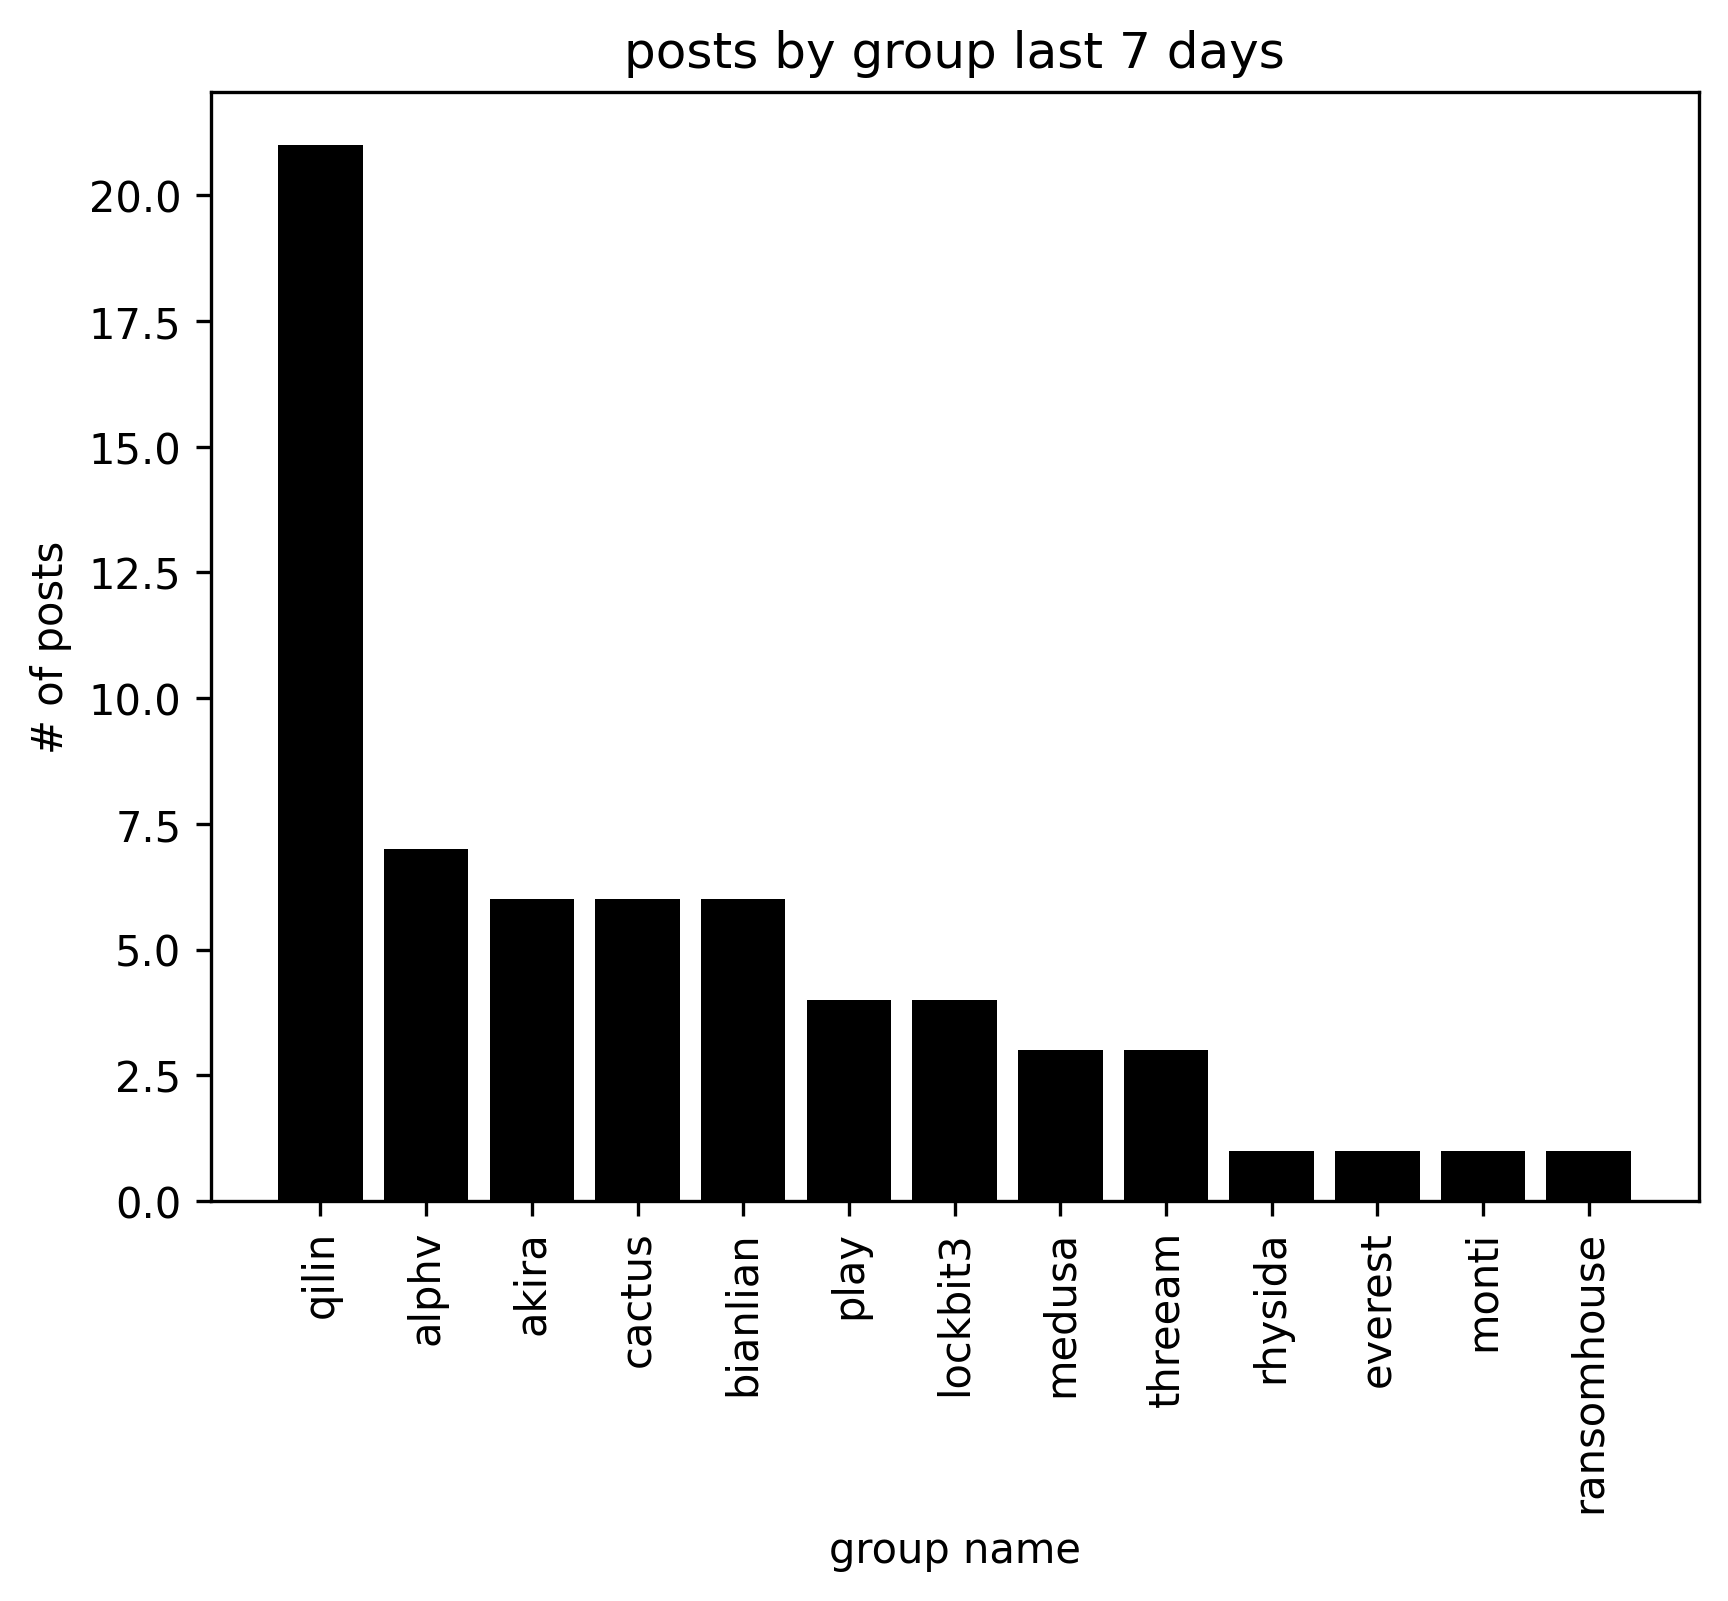 posts by group last 7 days
# of posts
20.0
17.5
15.0
12.5
10.0
7.5
5.0
2.5
0.0
qilin
alphv
akira
cactus
bianlian
play
lockbit3
medusa
threeam
rhysida
everest
monti
ransomhouse
group name